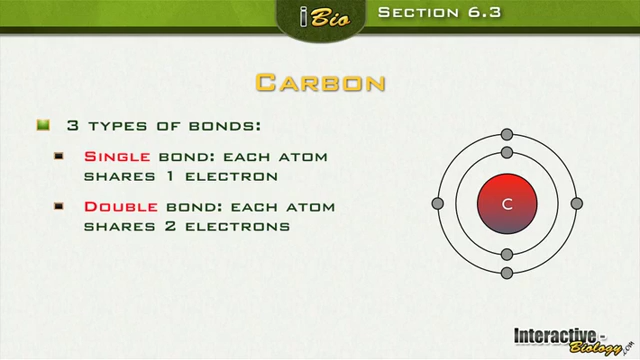 i Bio
Section 6.3
Carbon
3 types of bonds:
Single bond: each atom
shares 1 electron
Double bond: each atom
shares 2 electrons
C
Interactive-
Biology.com